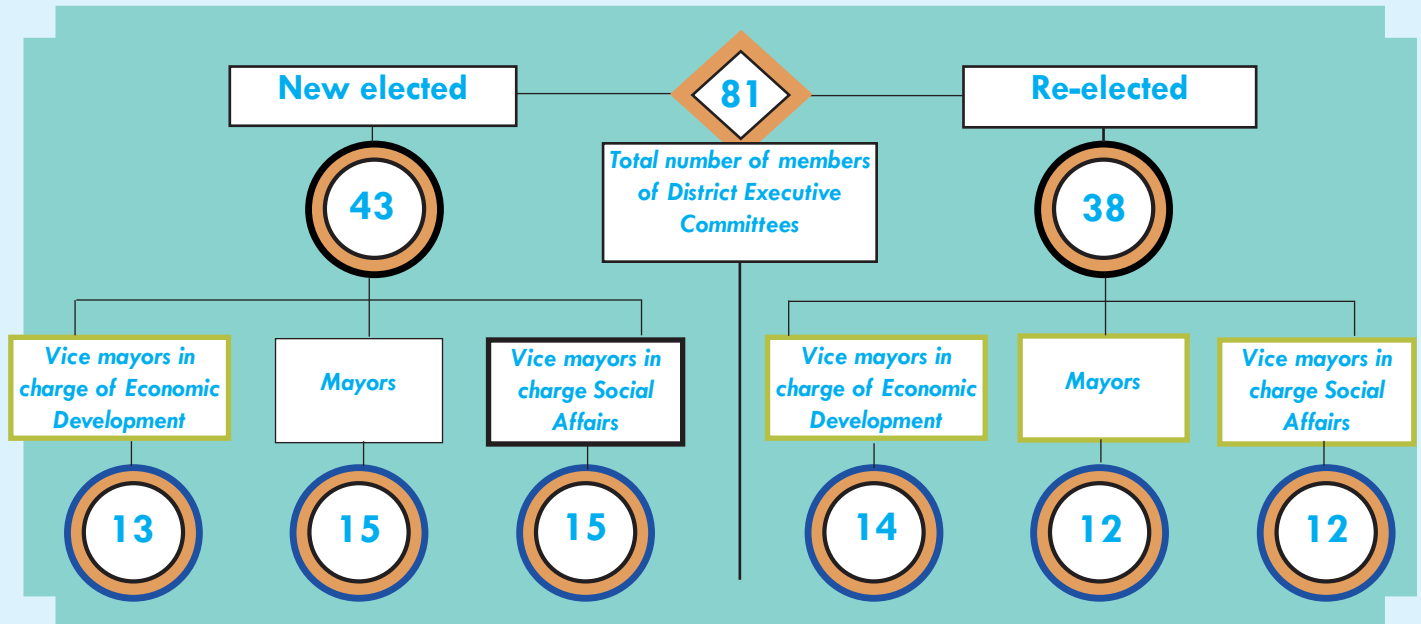 New elected
81
Re-elected
Total number of members
of District Executive
Committees
43
38
Vice mayors in
charge of Economic
Development
Mayors
Vice mayors in
charge Social
Affairs
Vice mayors in
charge of Economic
Development
Mayors
Vice mayors in
charge Social
Affairs
13
15
15
14
12
12